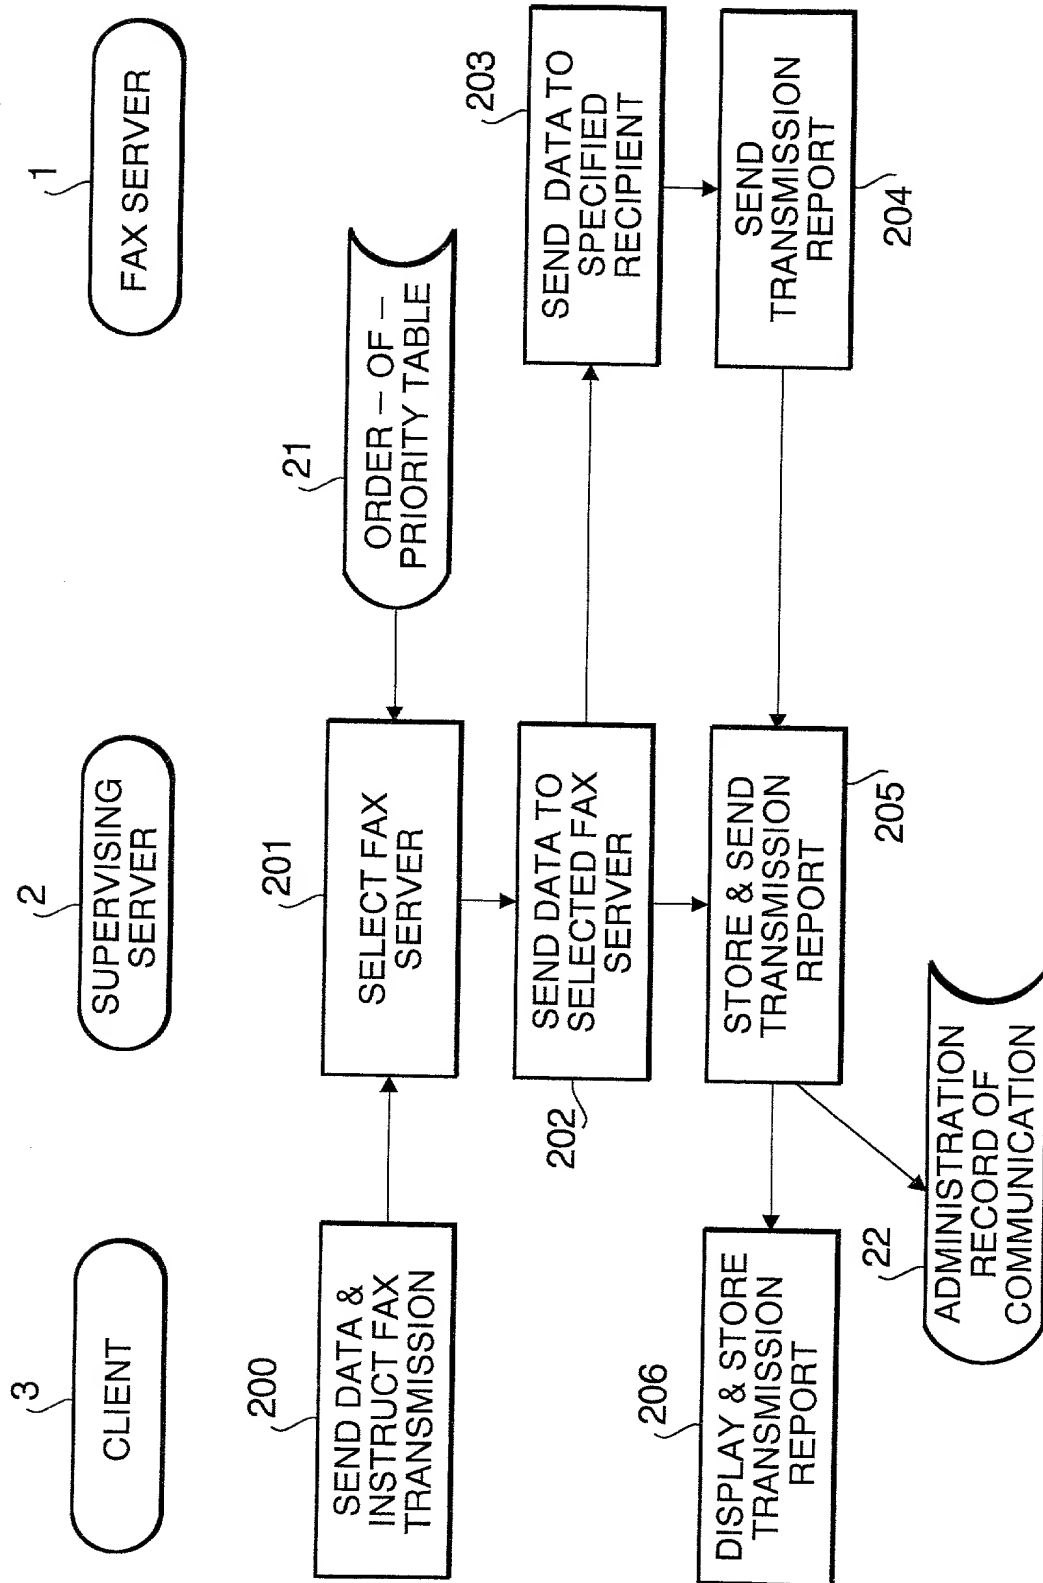 3
CLIENT
2
SUPERVISING
SERVER
1
FAX SERVER
200
SEND DATA &
INSTRUCT FAX
TRANSMISSION
201
SELECT FAX
SERVER
21
ORDER – OF –
PRIORITY TABLE
202
SEND DATA TO
SELECTED FAX
SERVER
203
SEND DATA TO
SPECIFIED
RECIPIENT
206
DISPLAY & STORE
TRANSMISSION
REPORT
205
STORE & SEND
TRANSMISSION
REPORT
204
SEND
TRANSMISSION
REPORT
22
ADMINISTRATION
RECORD OF
COMMUNICATION